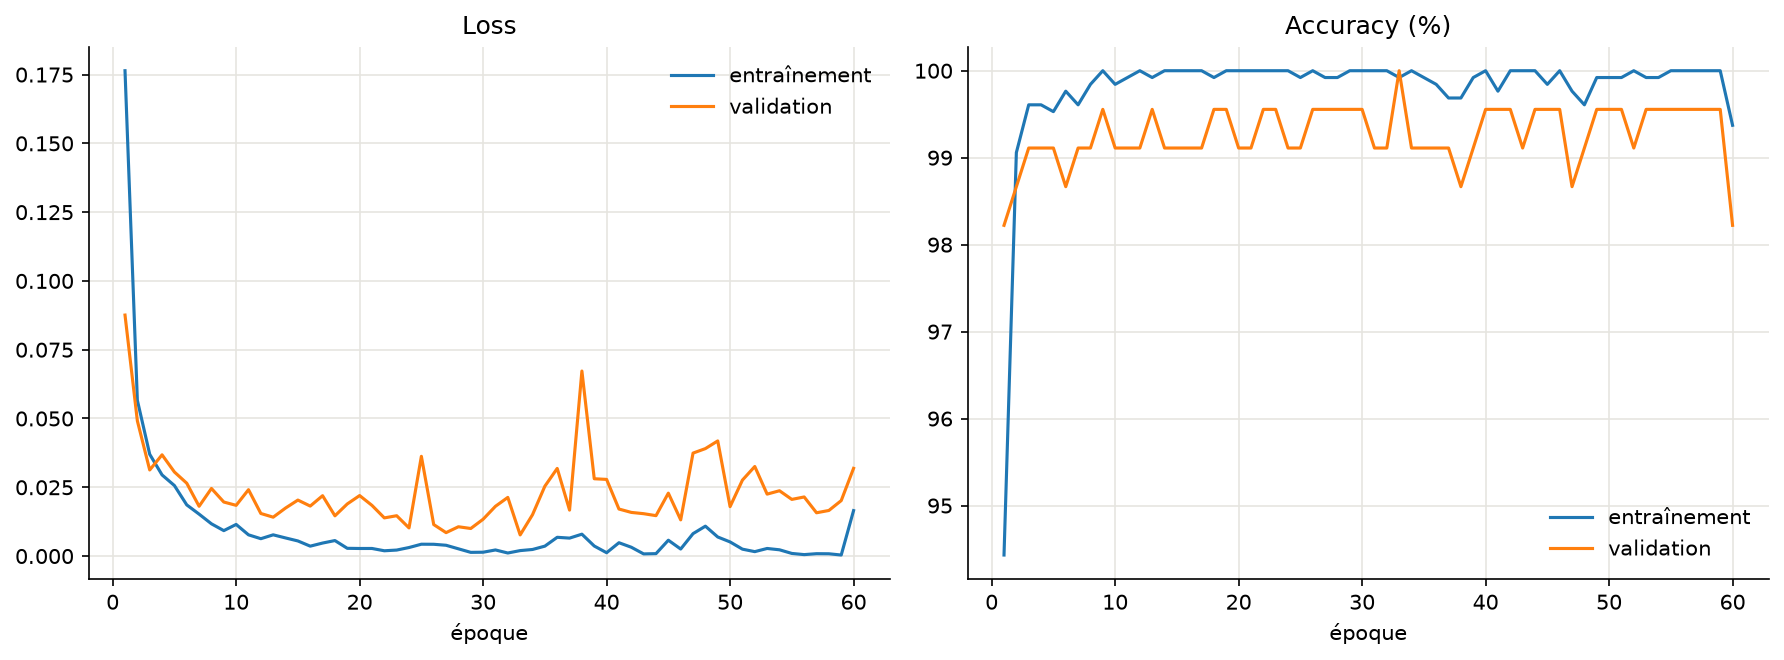 Loss
0.175
0.150
0.125
0.100
0.075
0.050
0.025
0.000
0 10 20 30 40 50 60
époque
entraînement
validation
Accuracy (%)
100
99
98
97
96
95
0 10 20 30 40 50 60
époque
entraînement
validation